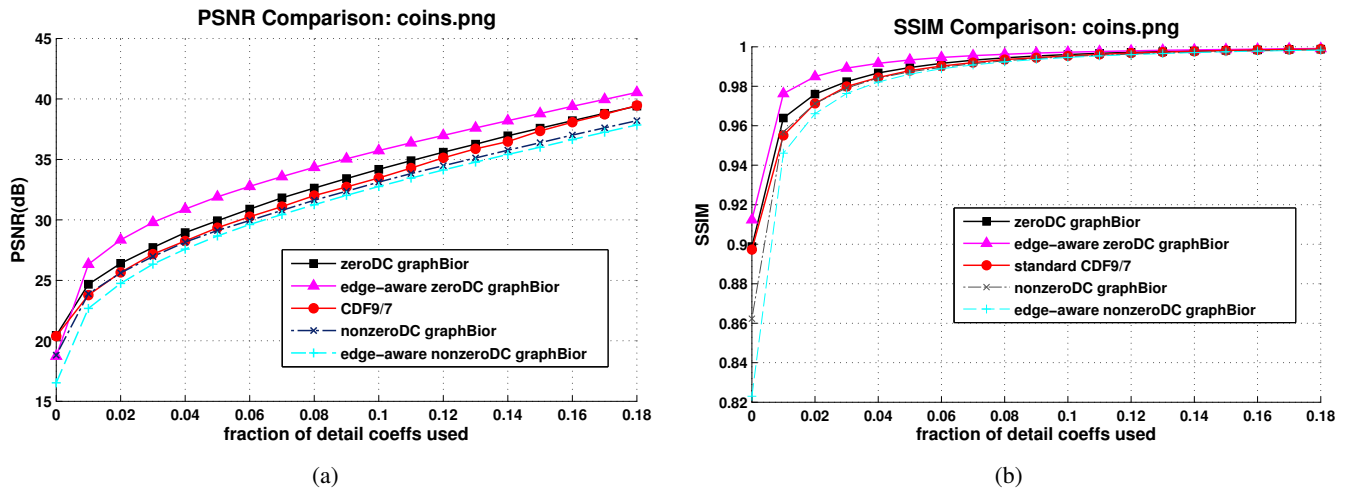 PSNR Comparison: coins.png
45
40
35
30
25
20
15
PSNR(dB)
zeroDC graphBior
edge-aware zeroDC graphBior
CDF9/7
nonzeroDC graphBior
edge-aware nonzeroDC graphBior
0 0.02 0.04 0.06 0.08 0.1 0.12 0.14 0.16 0.18
fraction of detail coeffs used
(a)
SSIM Comparison: coins.png
1
0.98
0.96
0.94
0.92
0.9
0.88
0.86
0.84
0.82
SSIM
zeroDC graphBior
edge-aware zeroDC graphBior
standard CDF9/7
nonzeroDC graphBior
edge-aware nonzeroDC graphBior
0 0.02 0.04 0.06 0.08 0.1 0.12 0.14 0.16 0.18
fraction of detail coeffs used
(b)